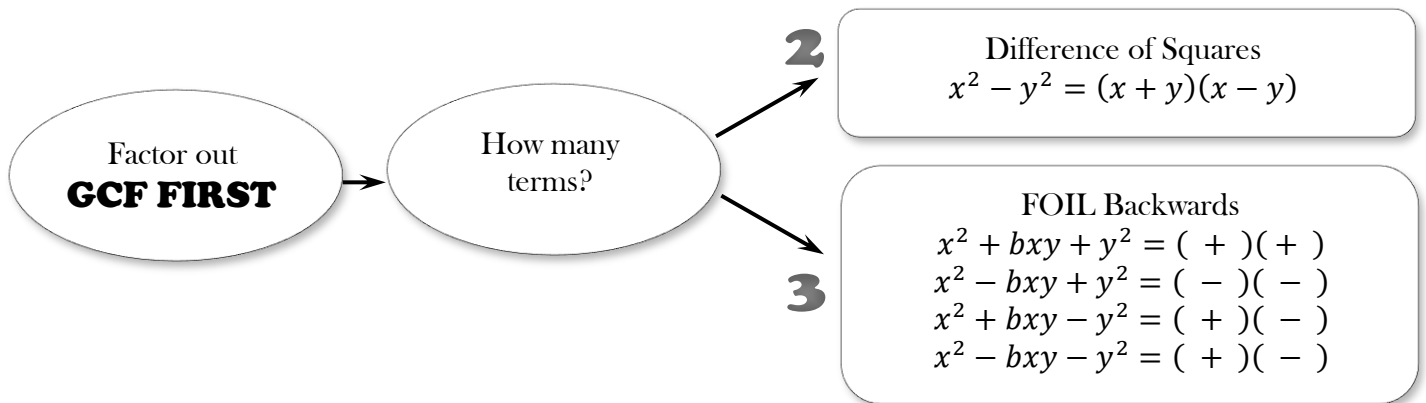 Factor out
GCF FIRST
How many
terms?
2
Difference of Squares
x² − y² = (x + y)(x − y)
3
FOIL Backwards
x² + bxy + y² = ( + )( + )
x² − bxy + y² = ( − )( − )
x² + bxy − y² = ( + )( − )
x² − bxy − y² = ( + )( − )